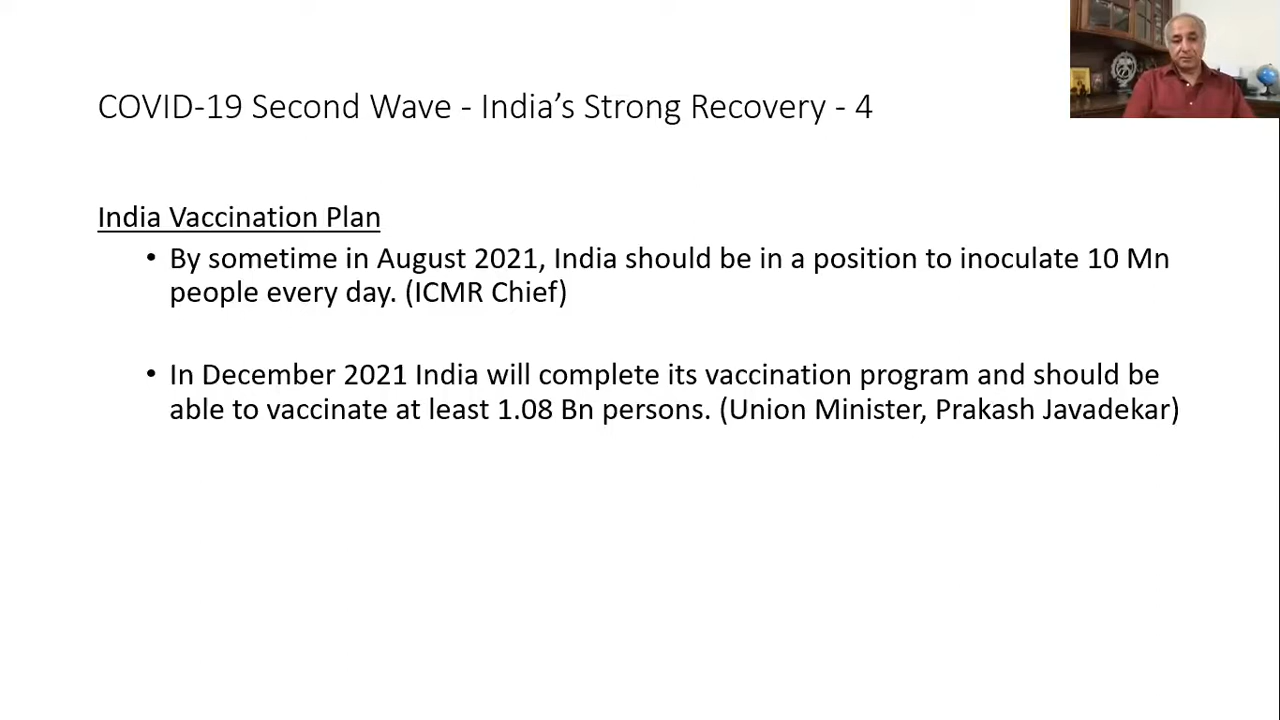 COVID-19 Second Wave - India’s Strong Recovery - 4
India Vaccination Plan
• By sometime in August 2021, India should be in a position to inoculate 10 Mn
people every day. (ICMR Chief)
• In December 2021 India will complete its vaccination program and should be
able to vaccinate at least 1.08 Bn persons. (Union Minister, Prakash Javadekar)